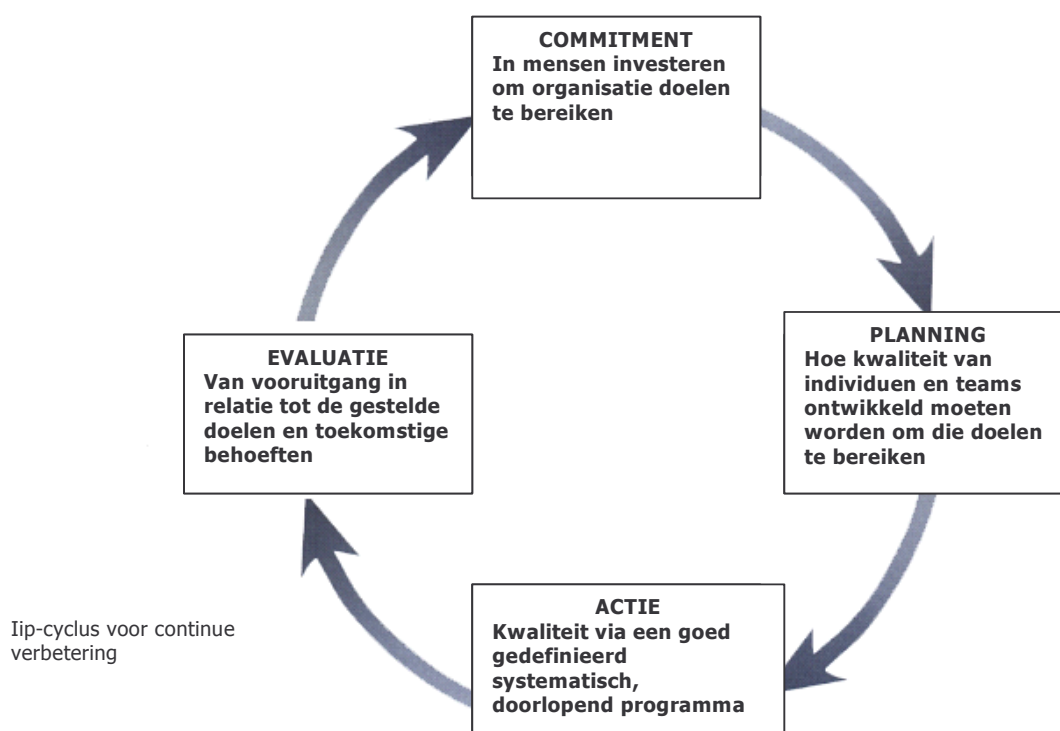 COMMITMENT
In mensen investeren
om organisatie doelen
te bereiken
PLANNING
Hoe kwaliteit van
individuen en teams
ontwikkeld moeten
worden om die doelen
te bereiken
EVALUATIE
Van vooruitgang in
relatie tot de gestelde
doelen en toekomstige
behoeften
ACTIE
Kwaliteit via een goed
gedefinieerd
systematisch,
doorlopend programma
Iip-cyclus voor continue
verbetering